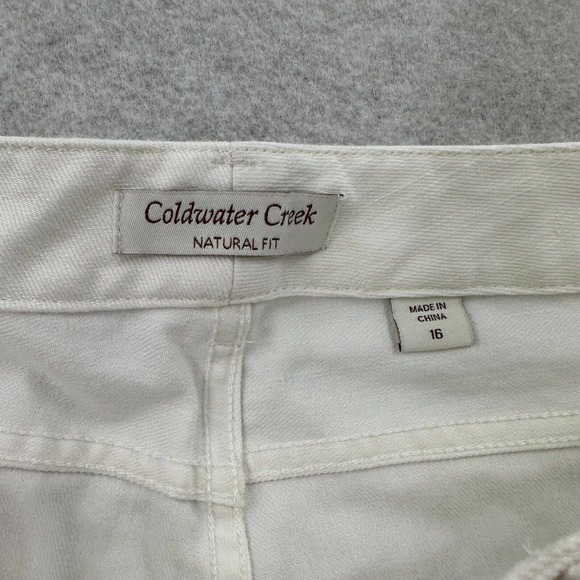 Coldwater Creek
NATURAL FIT
MADE IN
CHINA
16